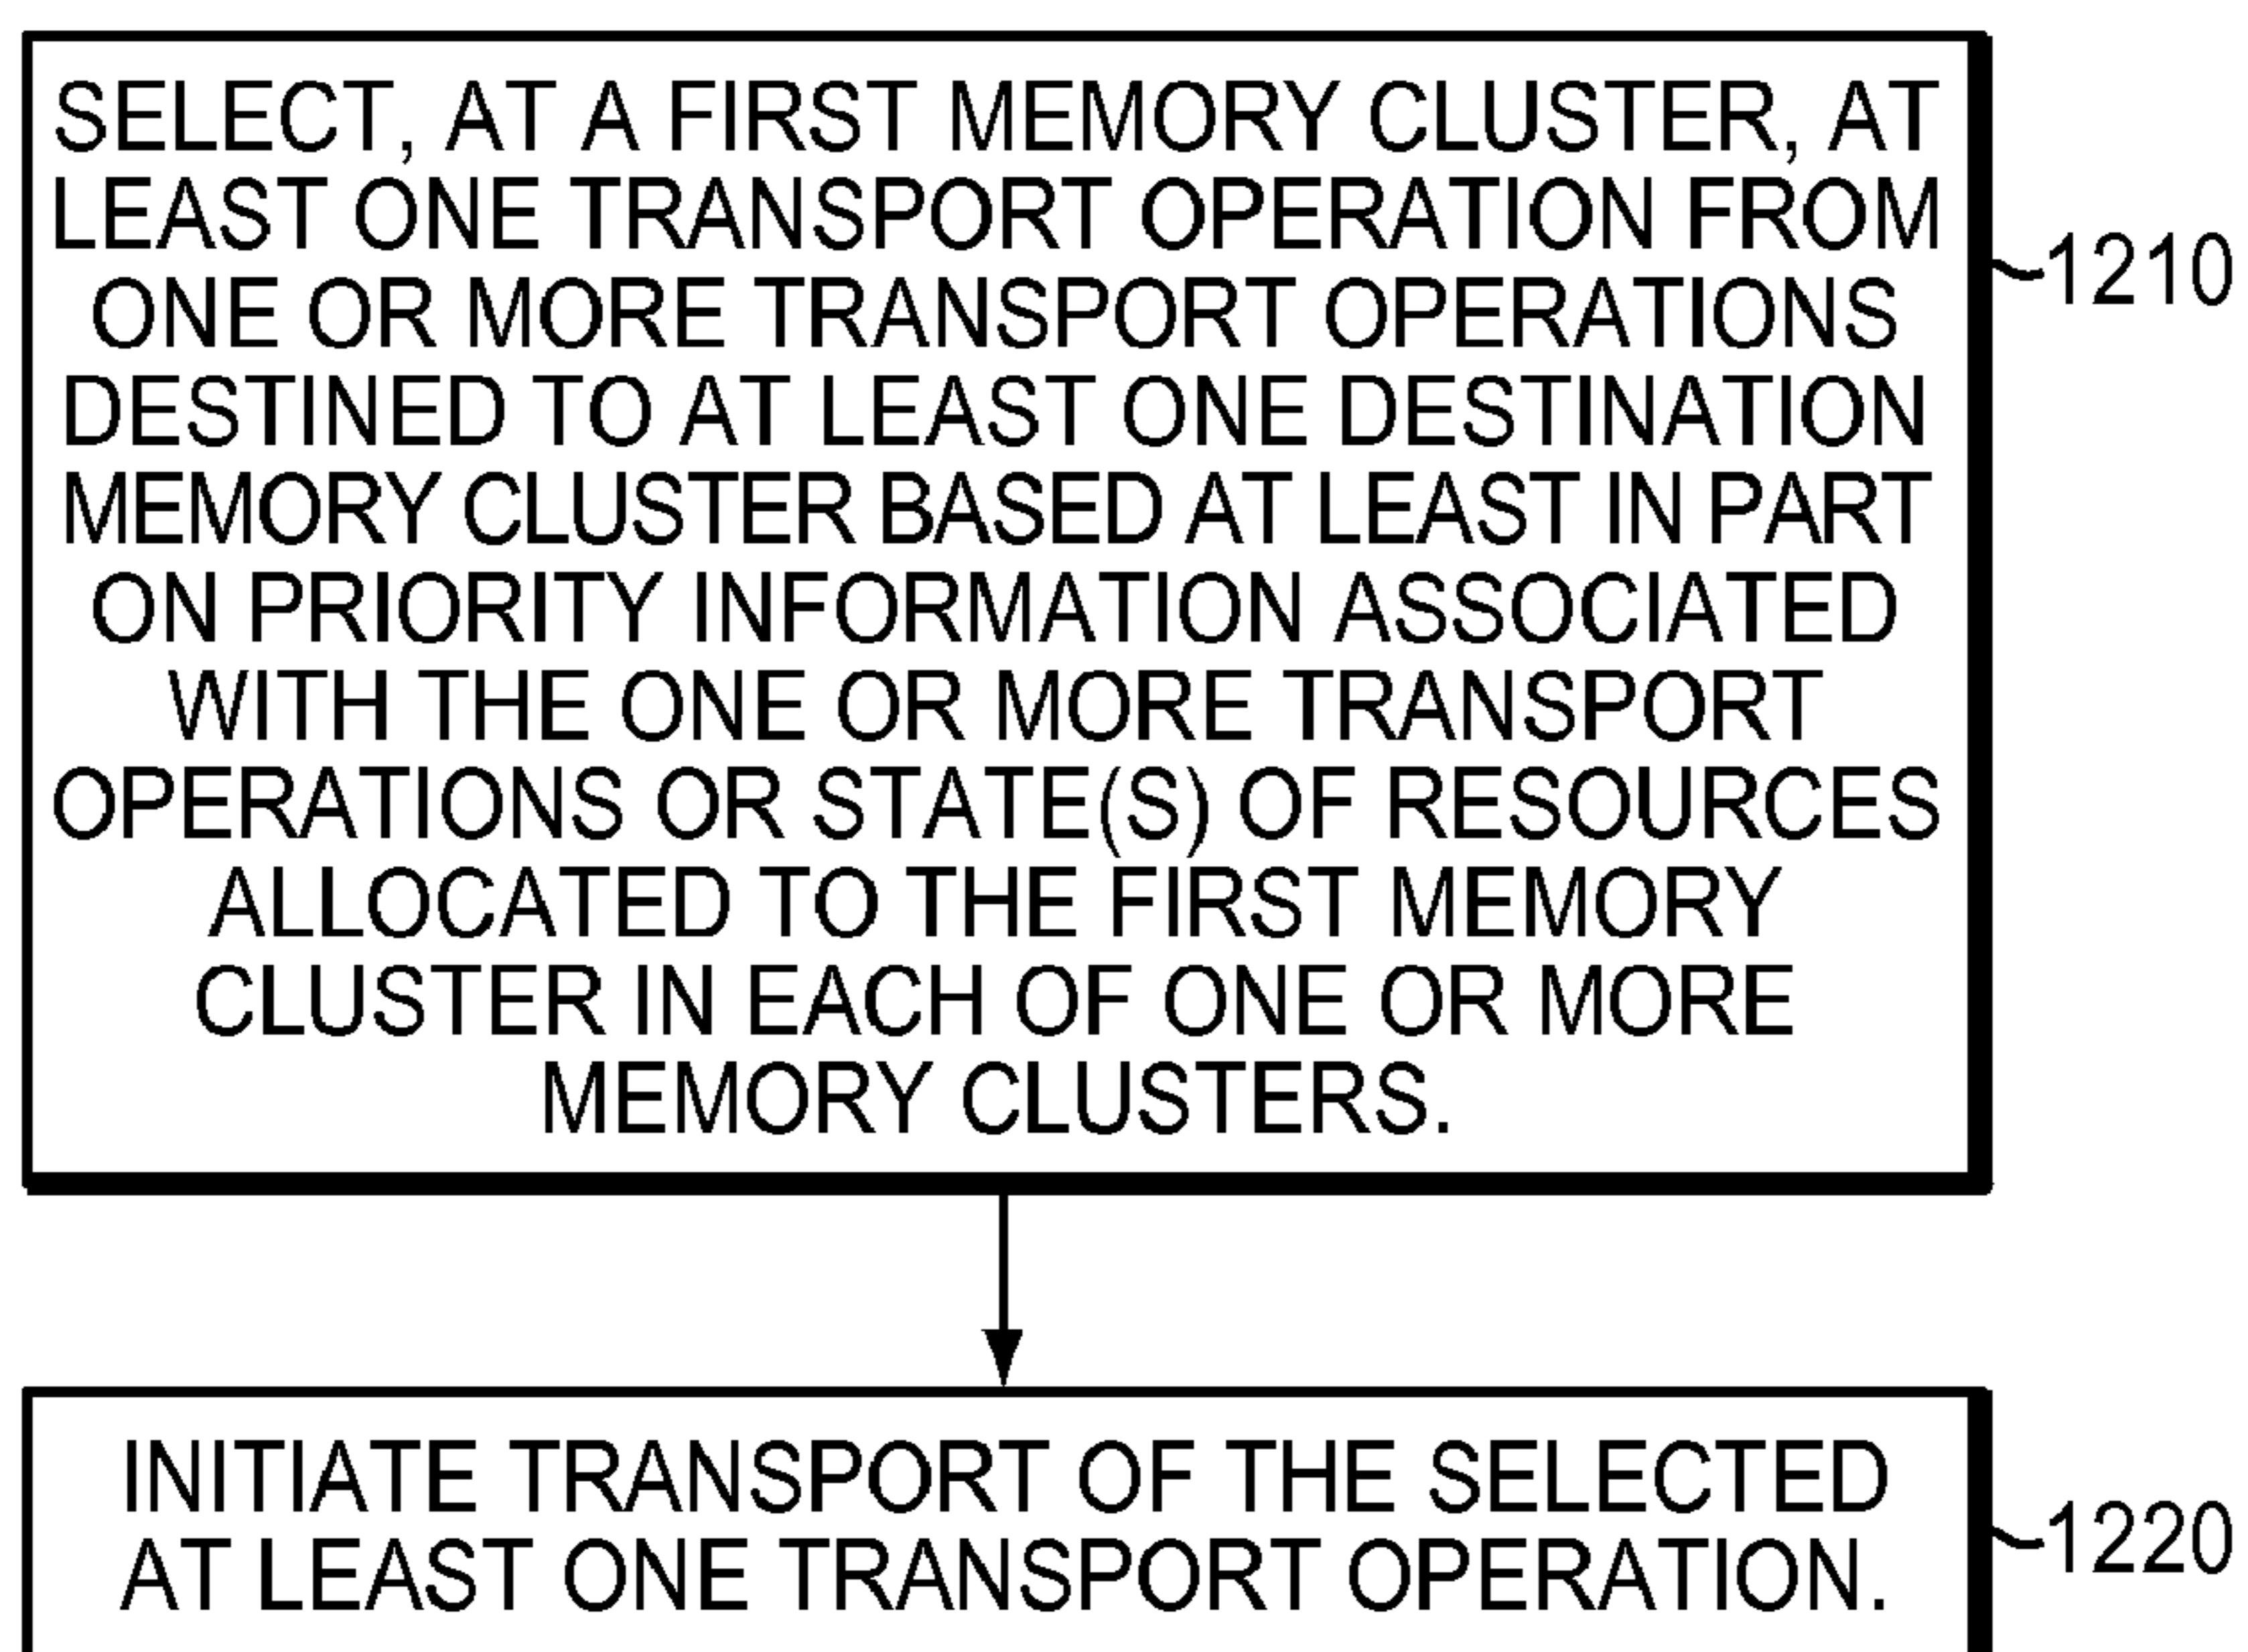 SELECT, AT A FIRST MEMORY CLUSTER, AT
LEAST ONE TRANSPORT OPERATION FROM
ONE OR MORE TRANSPORT OPERATIONS
DESTINED TO AT LEAST ONE DESTINATION
MEMORY CLUSTER BASED AT LEAST IN PART
ON PRIORITY INFORMATION ASSOCIATED
WITH THE ONE OR MORE TRANSPORT
OPERATIONS OR STATE(S) OF RESOURCES
ALLOCATED TO THE FIRST MEMORY
CLUSTER IN EACH OF ONE OR MORE
MEMORY CLUSTERS.
1210
INITIATE TRANSPORT OF THE SELECTED
AT LEAST ONE TRANSPORT OPERATION.
1220